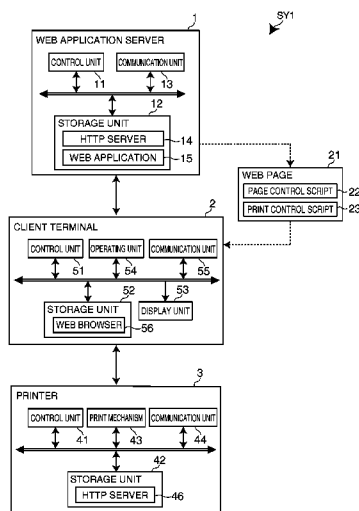 SY1
1
WEB APPLICATION SERVER
CONTROL UNIT
COMMUNICATION UNIT
11
13
12
STORAGE UNIT
HTTP SERVER
14
WEB APPLICATION
15
21
WEB PAGE
PAGE CONTROL SCRIPT
22
PRINT CONTROL SCRIPT
23
2
CLIENT TERMINAL
CONTROL UNIT
OPERATING UNIT
COMMUNICATION UNIT
51
54
55
52
53
STORAGE UNIT
WEB BROWSER
DISPLAY UNIT
56
3
PRINTER
CONTROL UNIT
PRINT MECHANISM
COMMUNICATION UNIT
41
43
44
42
STORAGE UNIT
HTTP SERVER
46